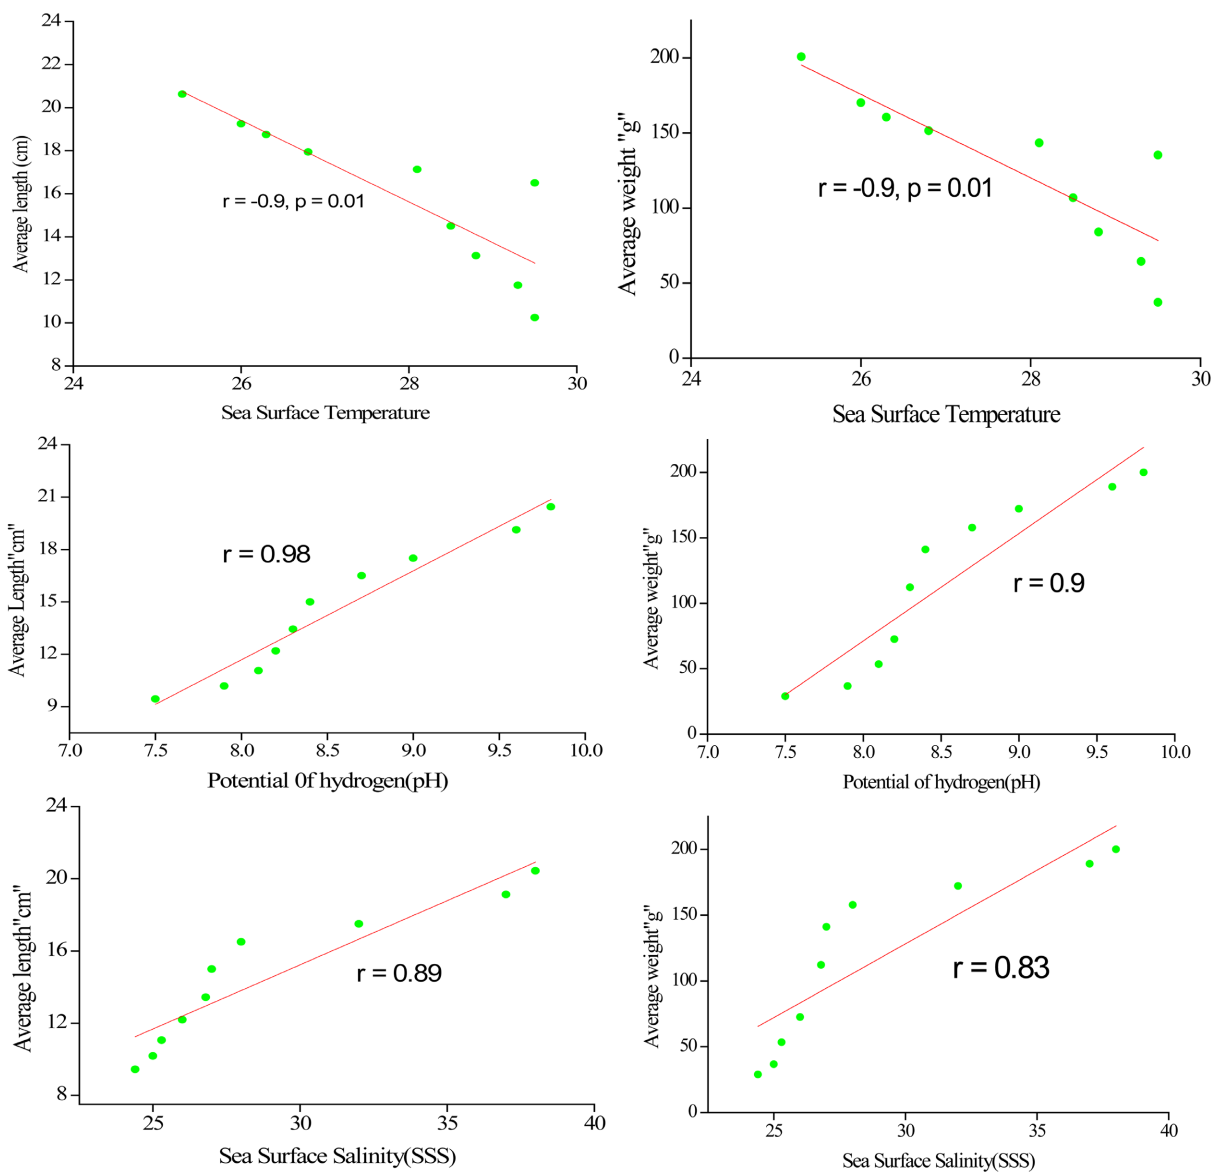 24
22
20
18
16
14
12
10
8
Average length (cm)
r = -0.9, p = 0.01
24 26 28 30
Sea Surface Temperature
200
150
100
50
0
Average weight "g"
r = -0.9, p = 0.01
24 26 28 30
Sea Surface Temperature
24
21
18
15
12
9
Average Length"cm"
r = 0.98
7.0 7.5 8.0 8.5 9.0 9.5 10.0
Potential 0f hydrogen(pH)
200
150
100
50
0
Average weight"g"
r = 0.9
7.0 7.5 8.0 8.5 9.0 9.5 10.0
Potential of hydrogen(pH)
24
20
16
12
8
Average length"cm"
r = 0.89
25 30 35 40
Sea Surface Salinity(SSS)
200
150
100
50
0
Average weight"g"
r = 0.83
25 30 35 40
Sea Surface Salinity(SSS)